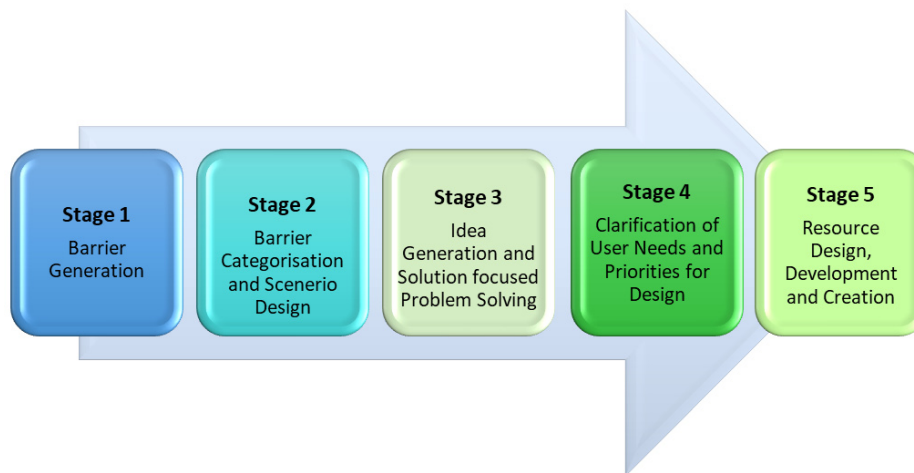 Stage 1
Barrier
Generation
Stage 2
Barrier
Categorisation
and Scenerio
Design
Stage 3
Idea
Generation and
Solution focused
Problem Solving
Stage 4
Clarification of
User Needs and
Priorities for
Design
Stage 5
Resource
Design,
Development
and Creation